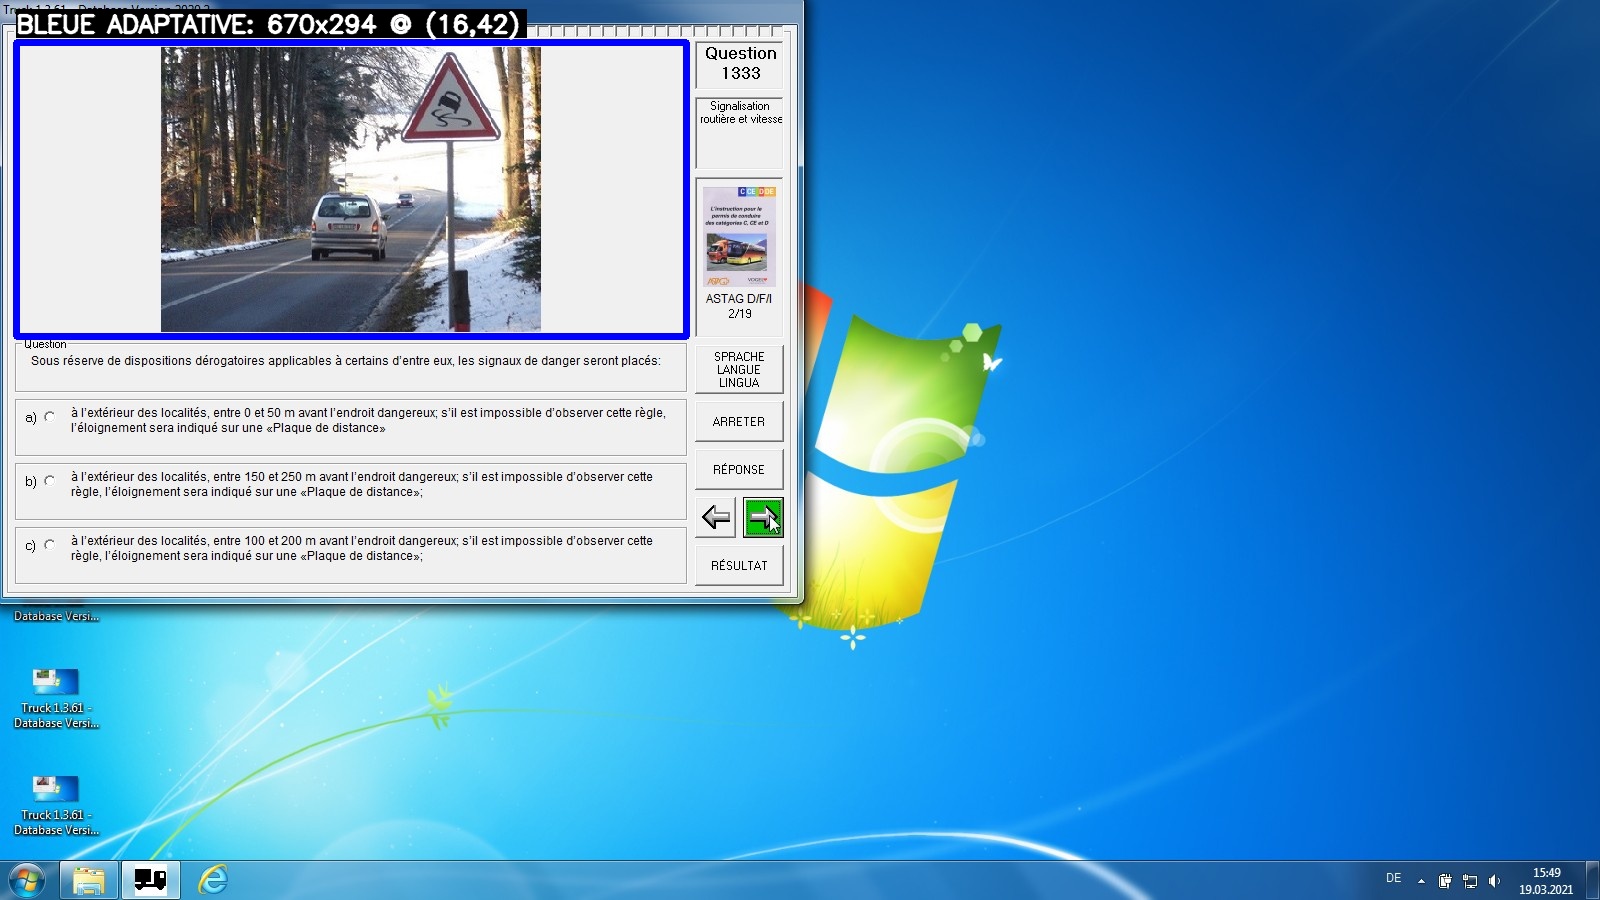 BLEUE ADAPTATIVE: 670x294 @ (16,42)
Question
1333
Signalisation
routière et vitesse
C CE D DE
L'instruction pour le
permis de conduire
des catégories C, CE et D
ASTAG D/F/I
2/19
Question
Sous réserve de dispositions dérogatoires applicables à certains d'entre eux, les signaux de danger seront placés:
a)
à l'extérieur des localités, entre 0 et 50 m avant l'endroit dangereux; s'il est impossible d'observer cette règle,
l'éloignement sera indiqué sur une «Plaque de distance»
b)
à l'extérieur des localités, entre 150 et 250 m avant l'endroit dangereux; s'il est impossible d'observer cette
règle, l'éloignement sera indiqué sur une «Plaque de distance»;
c)
à l'extérieur des localités, entre 100 et 200 m avant l'endroit dangereux; s'il est impossible d'observer cette
règle, l'éloignement sera indiqué sur une «Plaque de distance»;
SPRACHE
LANGUE
LINGUA
ARRETER
RÉPONSE
RÉSULTAT
Database Versi...
Truck 1.3.61 -
Database Versi...
Truck 1.3.61 -
Database Versi...
DE
15:49
19.03.2021